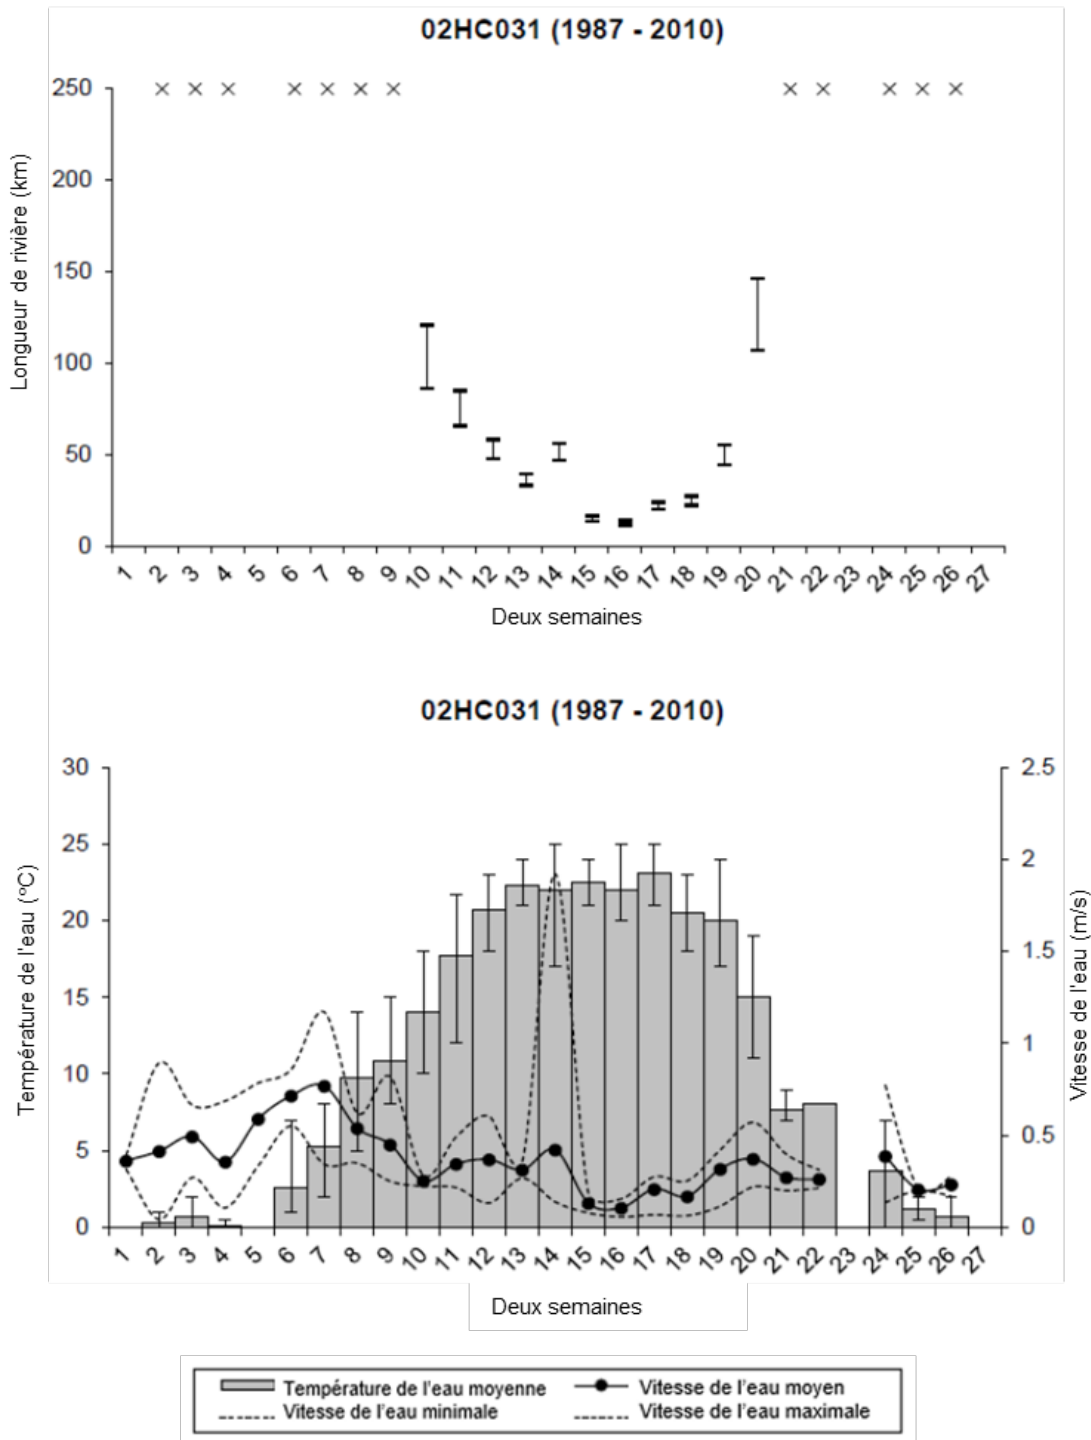 02HC031 (1987 - 2010)
Longueur de rivière (km)
250
200
150
100
50
0
1 2 3 4 5 6 7 8 9 10 11 12 13 14 15 16 17 18 19 20 21 22 23 24 25 26 27
Deux semaines
02HC031 (1987 - 2010)
Température de l'eau (°C)
30
25
20
15
10
5
0
2.5
2
1.5
1
0.5
0
Vitesse de l'eau (m/s)
1 2 3 4 5 6 7 8 9 10 11 12 13 14 15 16 17 18 19 20 21 22 23 24 25 26 27
Deux semaines
Température de l'eau moyenne
Vitesse de l'eau moyen
Vitesse de l'eau minimale
Vitesse de l'eau maximale